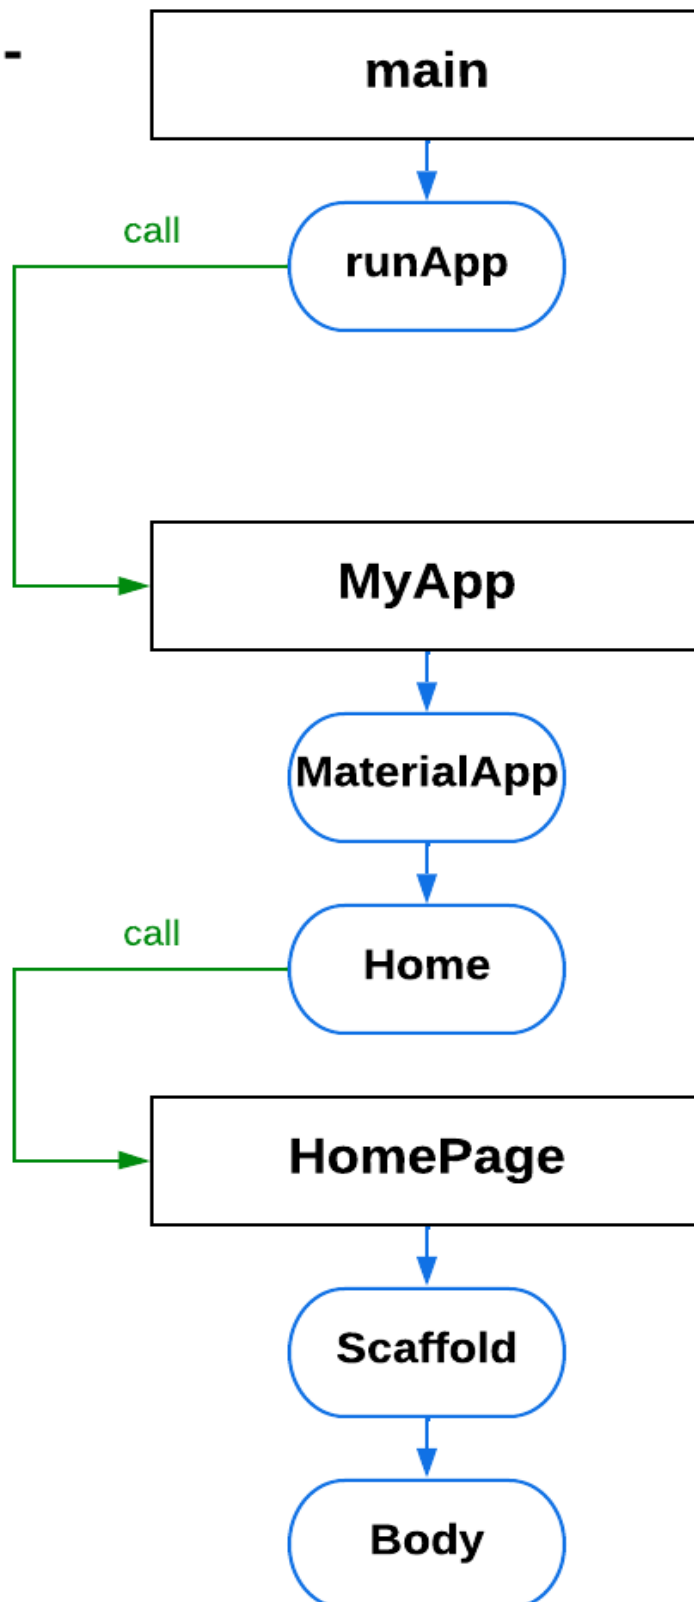 -
main
call
runApp
MyApp
MaterialApp
call
Home
HomePage
Scaffold
Body